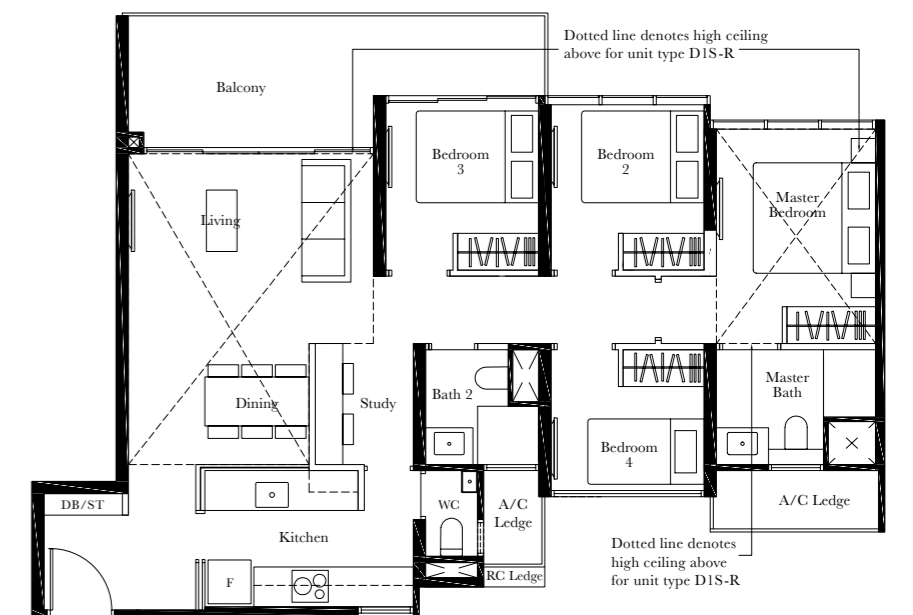 Dotted line denotes high ceiling
above for unit type D1S-R
Balcony
Bedroom
3
Bedroom
2
Master
Bedroom
Living
Dining
Study
Bath 2
Master
Bath
Bedroom
4
DB/ST
WC
A/C
Ledge
A/C Ledge
Kitchen
F
RC Ledge
Dotted line denotes
high ceiling above
for unit type D1S-R